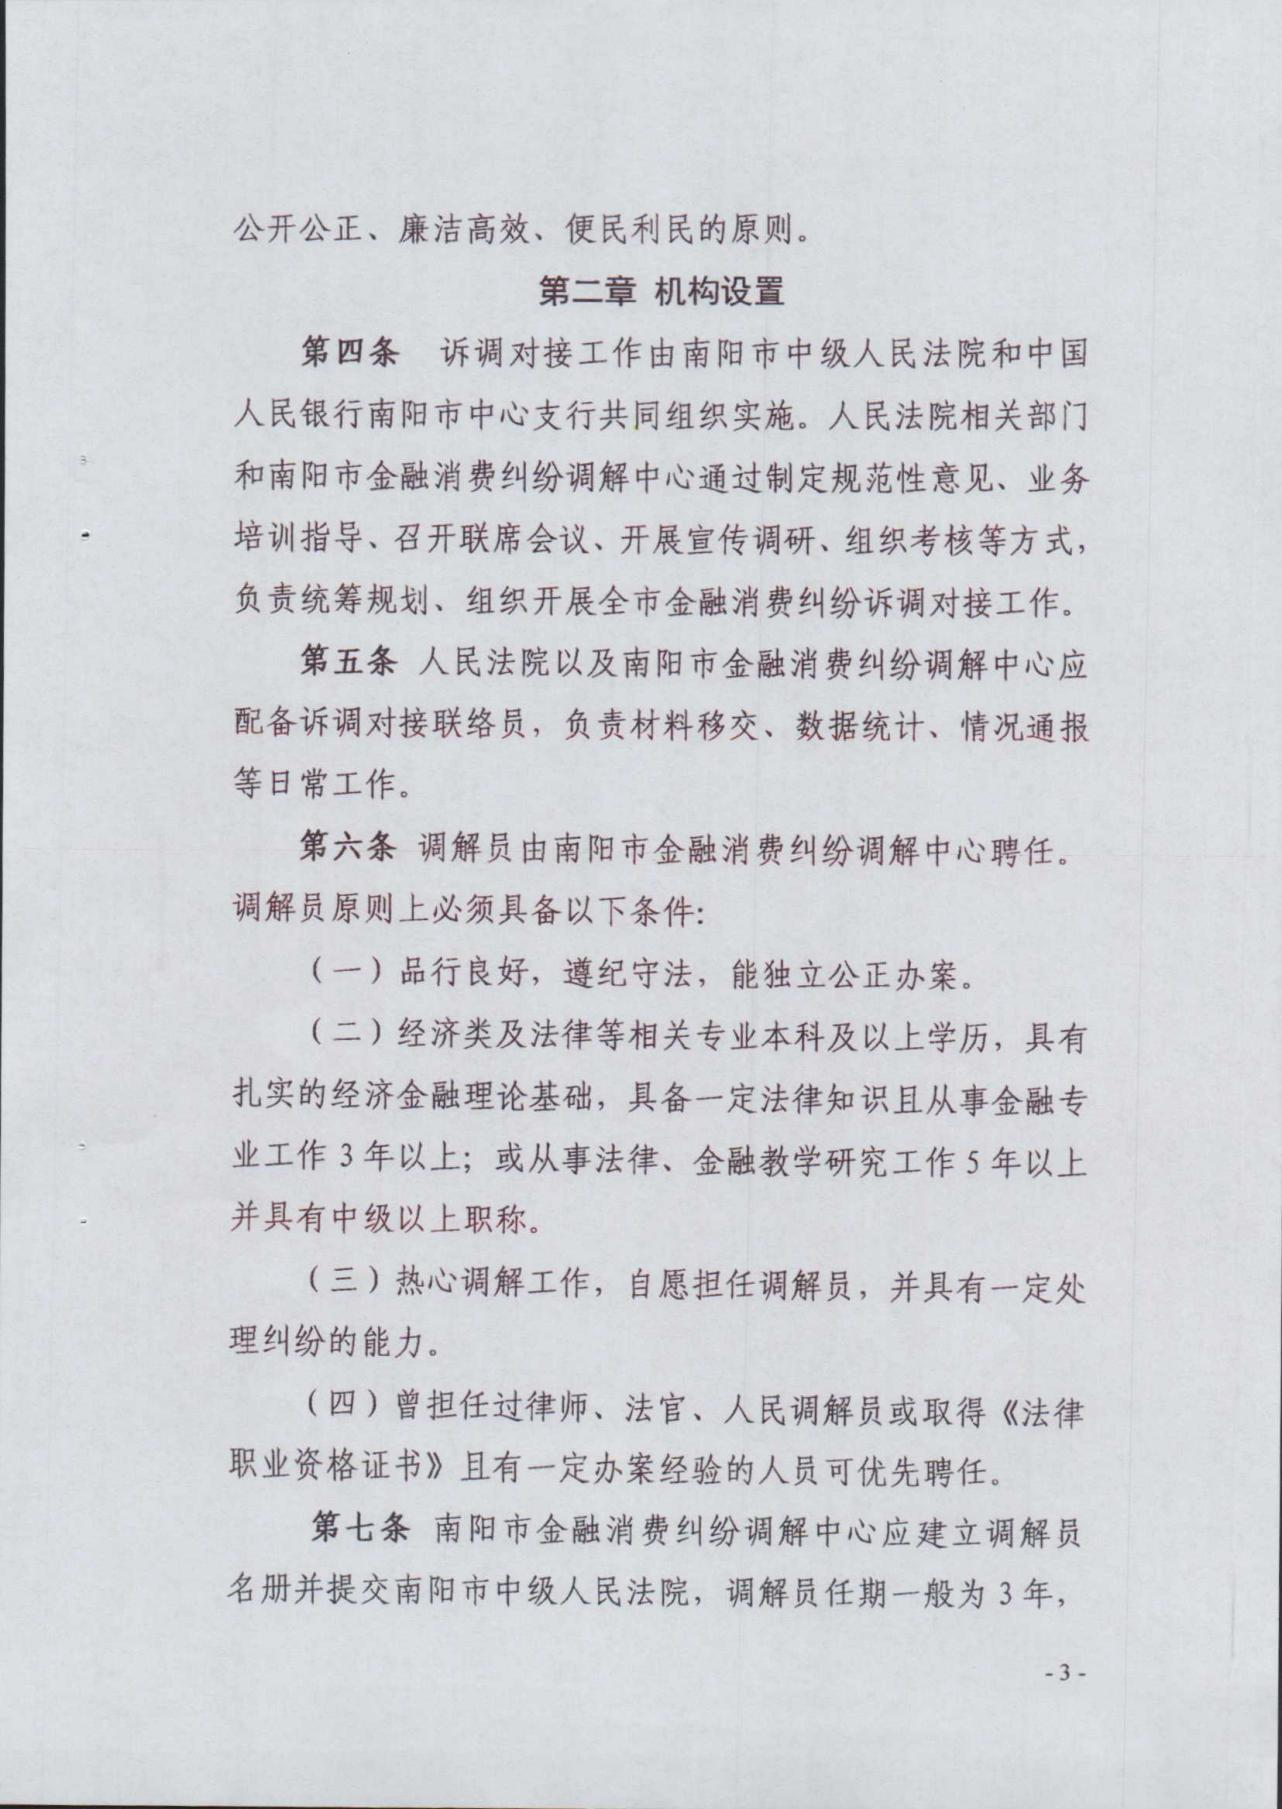 公开公正、廉洁高效、便民利民的原则。
第二章 机构设置
第四条 诉调对接工作由南阳市中级人民法院和中国
人民银行南阳市中心支行共同组织实施。人民法院相关部门
和南阳市金融消费纠纷调解中心通过制定规范性意见、业务
培训指导、召开联席会议、开展宣传调研、组织考核等方式，
负责统筹规划、组织开展全市金融消费纠纷诉调对接工作。
第五条 人民法院以及南阳市金融消费纠纷调解中心应
配备诉调对接联络员，负责材料移交、数据统计、情况通报
等日常工作。
第六条 调解员由南阳市金融消费纠纷调解中心聘任。
调解员原则上必须具备以下条件：
（一）品行良好，遵纪守法，能独立公正办案。
（二）经济类及法律等相关专业本科及以上学历，具有
扎实的经济金融理论基础，具备一定法律知识且从事金融专
业工作 3 年以上；或从事法律、金融教学研究工作 5 年以上
并具有中级以上职称。
（三）热心调解工作，自愿担任调解员，并具有一定处
理纠纷的能力。
（四）曾担任过律师、法官、人民调解员或取得《法律
职业资格证书》且有一定办案经验的人员可优先聘任。
第七条 南阳市金融消费纠纷调解中心应建立调解员
名册并提交南阳市中级人民法院，调解员任期一般为 3 年，
- 3 -